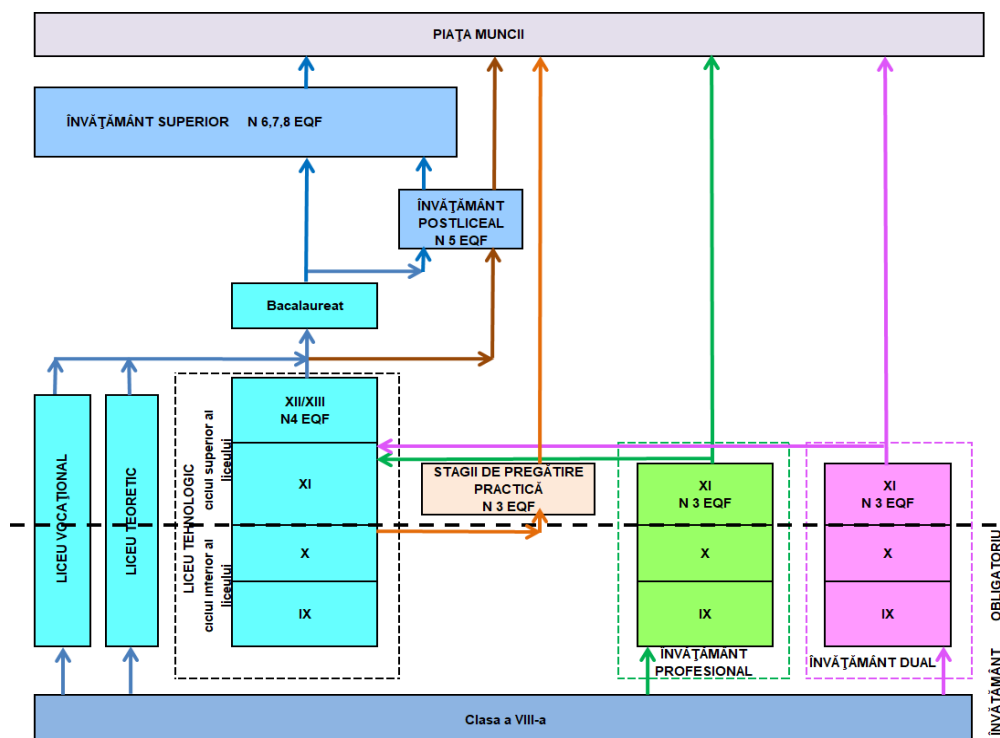 PIAŢA MUNCII
ÎNVĂŢĂMÂNT SUPERIOR N 6,7,8 EQF
ÎNVĂŢĂMÂNT
POSTLICEAL
N 5 EQF
Bacalaureat
LICEU VOCAŢIONAL
LICEU TEORETIC
LICEU TEHNOLOGIC
ciclul superior al
liceului
ciclul interior al
liceului
XII/XIII
N4 EQF
XI
X
IX
STAGII DE PREGĂTIRE
PRACTICĂ
N 3 EQF
XI
N 3 EQF
X
IX
ÎNVĂŢĂMÂNT
PROFESIONAL
XI
N 3 EQF
X
IX
ÎNVĂŢĂMÂNT DUAL
ÎNVĂŢĂMÂNT OBLIGATORIU
Clasa a VIII-a